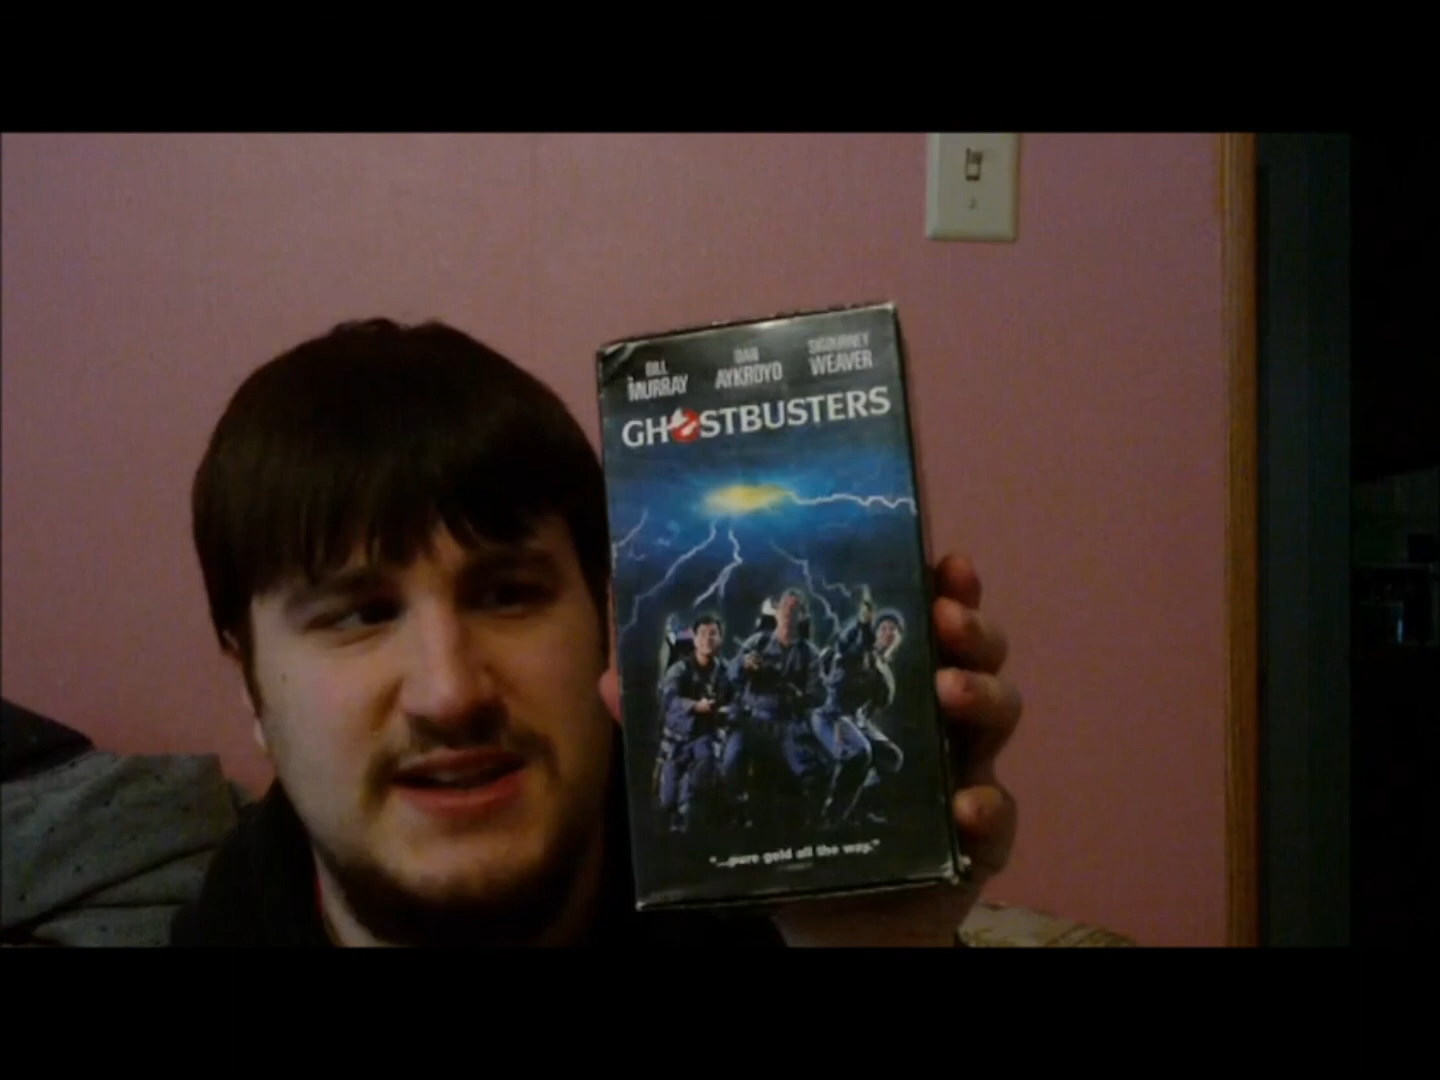 BILL MURRAY
DAN AYKROYD
SIGOURNEY WEAVER
GHOSTBUSTERS
"...pure gold all the way."